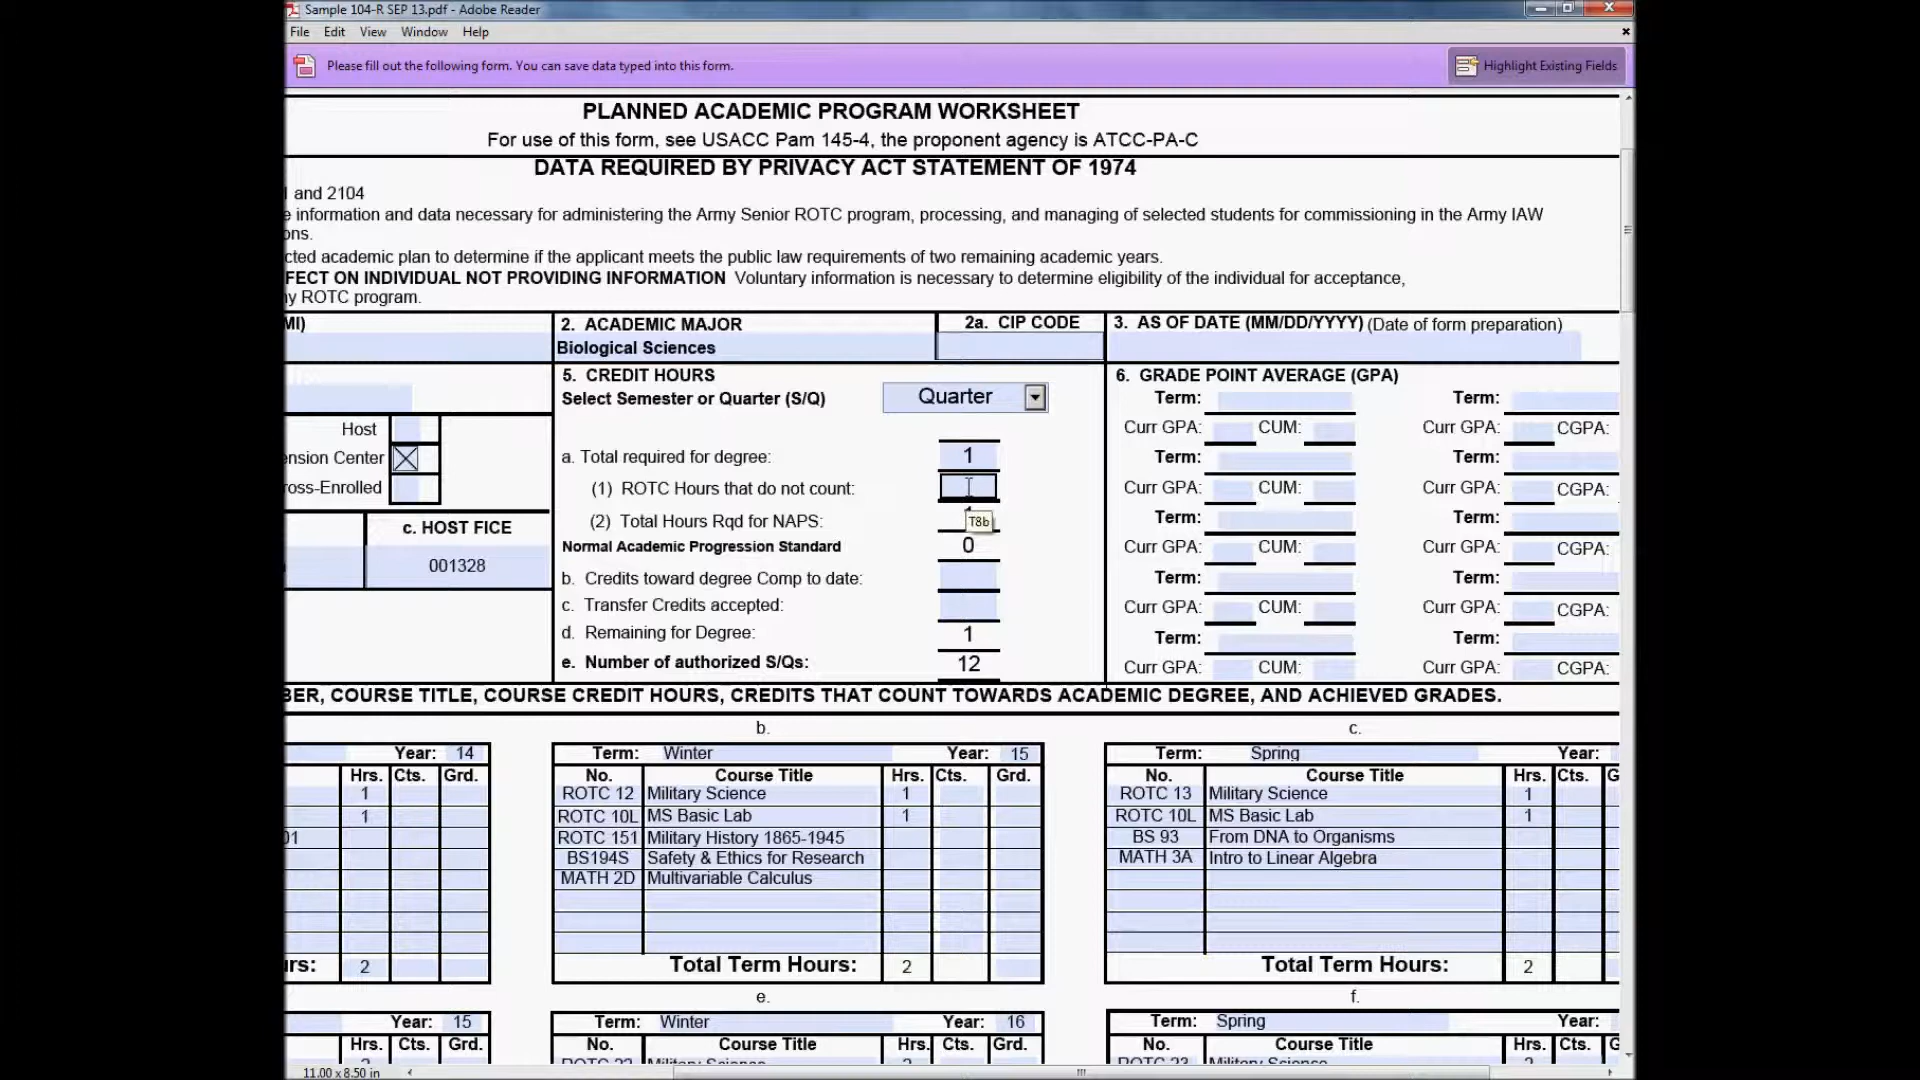 Sample 104-R SEP 13.pdf - Adobe Reader
File Edit View Window Help
Please fill out the following form. You can save data typed into this form.
Highlight Existing Fields
PLANNED ACADEMIC PROGRAM WORKSHEET
For use of this form, see USACC Pam 145-4, the proponent agency is ATCC-PA-C
DATA REQUIRED BY PRIVACY ACT STATEMENT OF 1974
and 2104
e information and data necessary for administering the Army Senior ROTC program, processing, and managing of selected students for commissioning in the Army IAW
ons.
cted academic plan to determine if the applicant meets the public law requirements of two remaining academic years.
FECT ON INDIVIDUAL NOT PROVIDING INFORMATION Voluntary information is necessary to determine eligibility of the individual for acceptance,
ny ROTC program.
MI)
2. ACADEMIC MAJOR
Biological Sciences
2a. CIP CODE
3. AS OF DATE (MM/DD/YYYY) (Date of form preparation)
Host
ension Center
ross-Enrolled
c. HOST FICE
001328
5. CREDIT HOURS
Select Semester or Quarter (S/Q) Quarter
a. Total required for degree: 1
(1) ROTC Hours that do not count:
(2) Total Hours Rqd for NAPS:
T8b
Normal Academic Progression Standard 0
b. Credits toward degree Comp to date:
c. Transfer Credits accepted:
d. Remaining for Degree: 1
e. Number of authorized S/Qs: 12
6. GRADE POINT AVERAGE (GPA)
Term: Term:
Curr GPA: CUM: Curr GPA: CGPA:
Term: Term:
Curr GPA: CUM: Curr GPA: CGPA:
Term: Term:
Curr GPA: CUM: Curr GPA: CGPA:
Term: Term:
Curr GPA: CUM: Curr GPA: CGPA:
Term: Term:
Curr GPA: CUM: Curr GPA: CGPA:
BER, COURSE TITLE, COURSE CREDIT HOURS, CREDITS THAT COUNT TOWARDS ACADEMIC DEGREE, AND ACHIEVED GRADES.
Year: 14
Hrs. Cts. Grd.
1
1
01
urs: 2
b.
Term: Winter Year: 15
No. Course Title Hrs. Cts. Grd.
ROTC 12 Military Science 1
ROTC 10L MS Basic Lab 1
ROTC 151 Military History 1865-1945
BS194S Safety & Ethics for Research
MATH 2D Multivariable Calculus
Total Term Hours: 2
c.
Term: Spring Year:
No. Course Title Hrs. Cts. G
ROTC 13 Military Science 1
ROTC 10L MS Basic Lab 1
BS 93 From DNA to Organisms
MATH 3A Intro to Linear Algebra
Total Term Hours: 2
Year: 15
Hrs. Cts. Grd.
e.
Term: Winter Year: 16
No. Course Title Hrs. Cts. Grd.
ROTC 22 Military Science 2
f.
Term: Spring Year:
No. Course Title Hrs. Cts. G
ROTC 23 Military Science 2
11.00 x 8.50 in